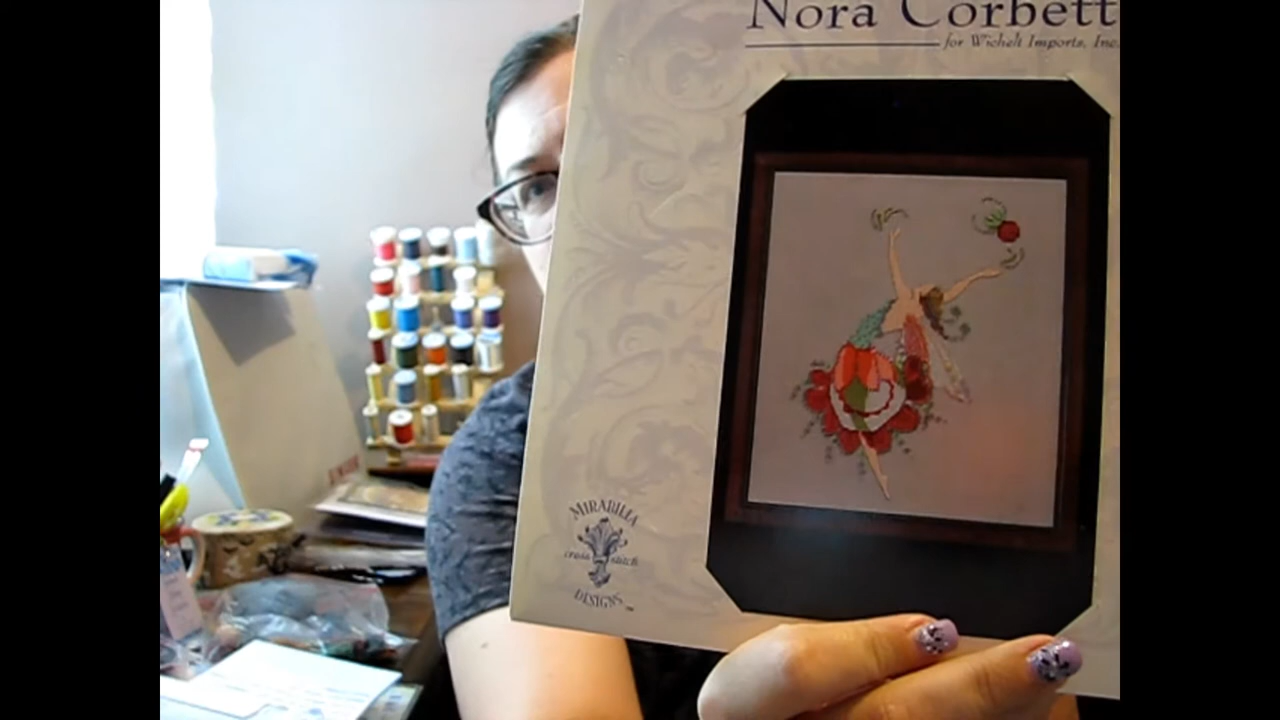 Nora Corbett
for Wichelt Imports, Inc.
MIRABILIA
cross stitch
DESIGNS